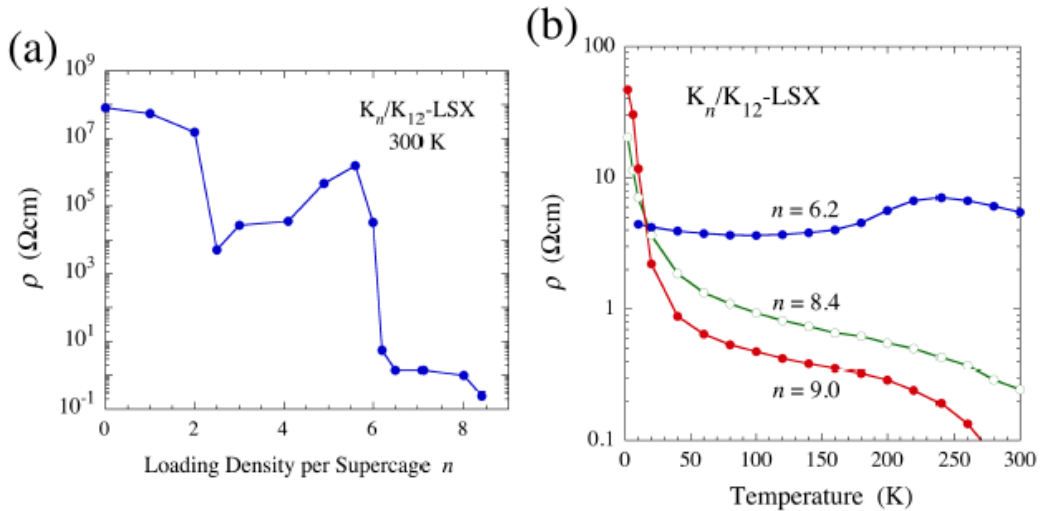 (a)
10^9
10^7
10^5
10^3
10^1
10^-1
ρ (Ωcm)
K_n/K_12-LSX
300 K
0
2
4
6
8
Loading Density per Supercage n
(b)
100
10
1
0.1
ρ (Ωcm)
K_n/K_12-LSX
n = 6.2
n = 8.4
n = 9.0
0
50
100
150
200
250
300
Temperature (K)